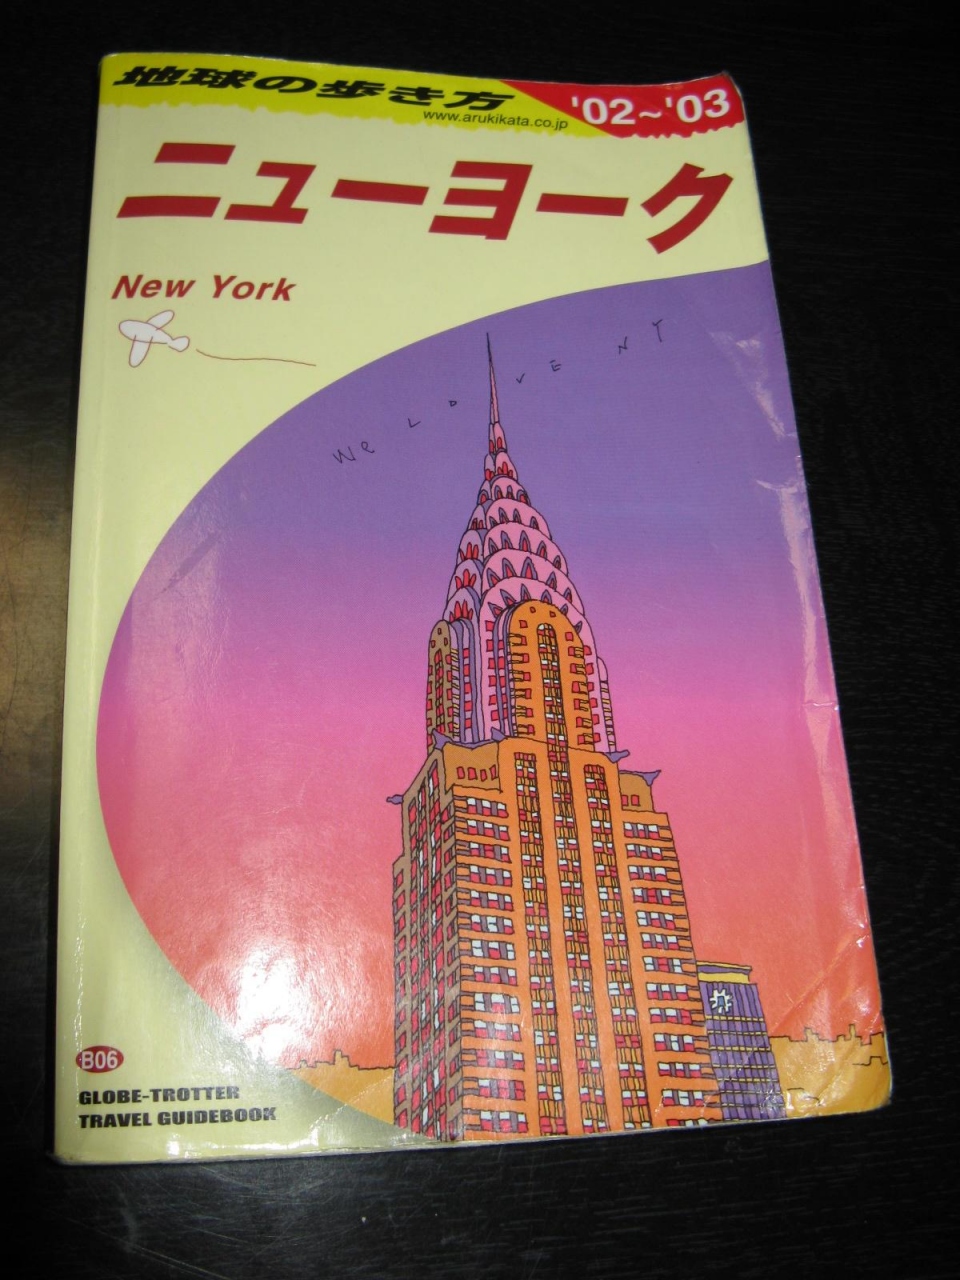 地球の歩き方
www.arukikata.co.jp
'02~'03
ニューヨーク
New York
We LOVE NY
B06
GLOBE-TROTTER
TRAVEL GUIDEBOOK